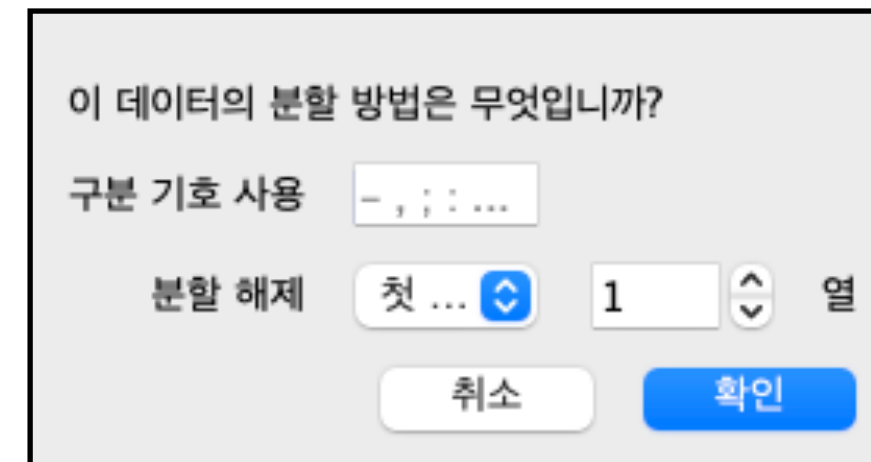 이 데이터의 분할 방법은 무엇입니까?
구분 기호 사용 – , ; : ...
분할 해제 첫 ... 1 열
취소 확인